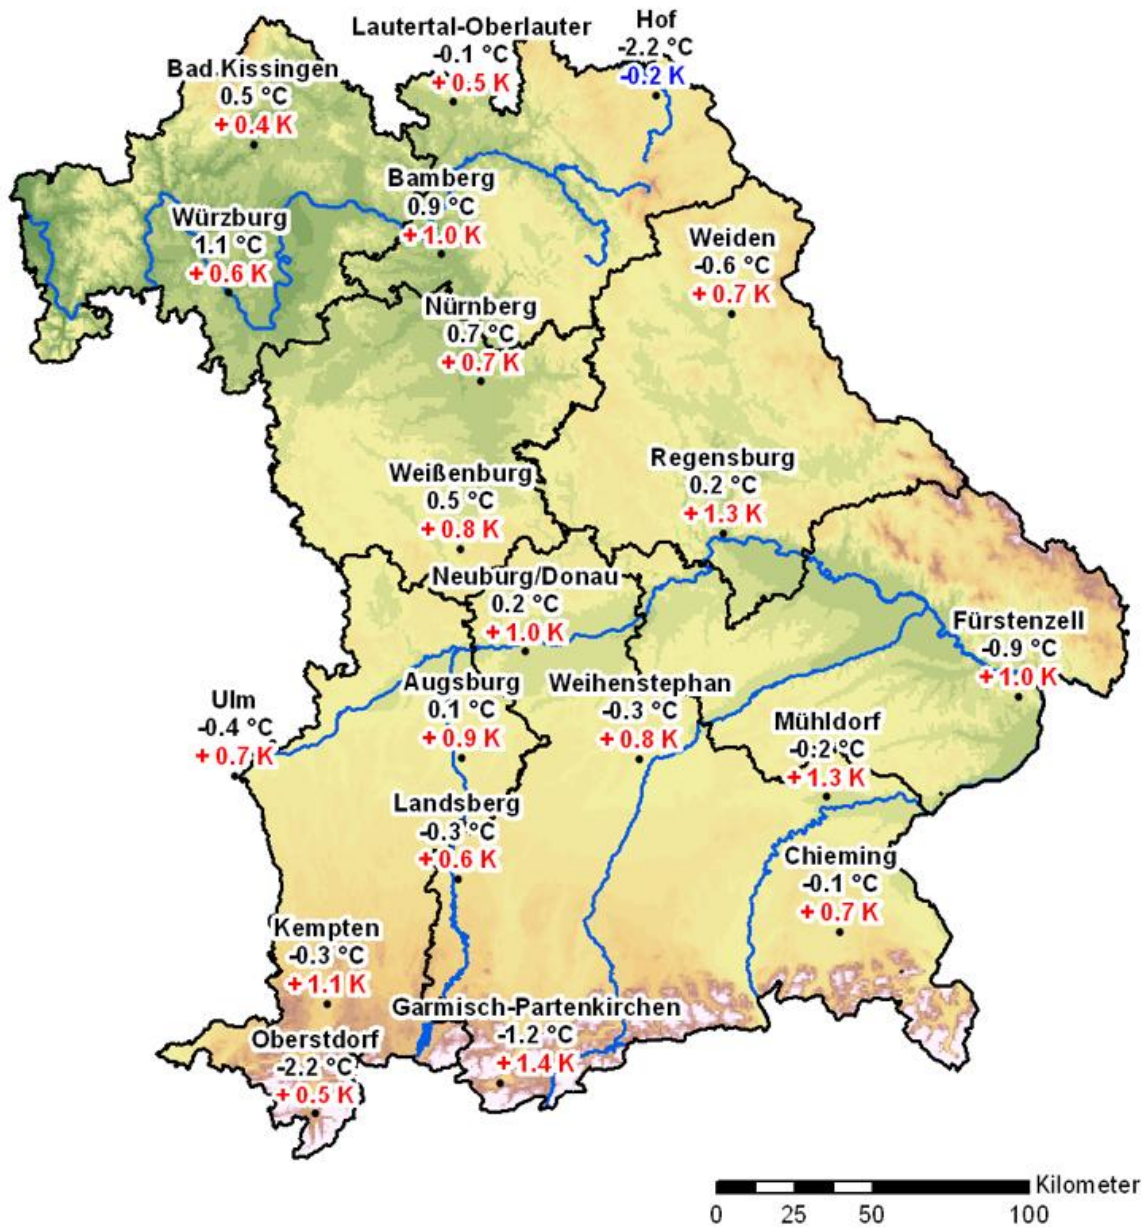 Lautertal-Oberlauter
-0.1 °C
+ 0.5 K
Hof
-2.2 °C
-0.2 K
Bad Kissingen
0.5 °C
+ 0.4 K
Bamberg
0.9 °C
+ 1.0 K
Würzburg
1.1 °C
+ 0.6 K
Weiden
-0.6 °C
+ 0.7 K
Nürnberg
0.7 °C
+ 0.7 K
Weißenburg
0.5 °C
+ 0.8 K
Regensburg
0.2 °C
+ 1.3 K
Neuburg/Donau
0.2 °C
+ 1.0 K
Fürstenzell
-0.9 °C
+ 1.0 K
Ulm
-0.4 °C
+ 0.7 K
Augsburg
0.1 °C
+ 0.9 K
Weihenstephan
-0.3 °C
+ 0.8 K
Mühldorf
-0.2 °C
+ 1.3 K
Landsberg
-0.3 °C
+ 0.6 K
Chieming
-0.1 °C
+ 0.7 K
Kempten
-0.3 °C
+ 1.1 K
Garmisch-Partenkirchen
-1.2 °C
+ 1.4 K
Oberstdorf
-2.2 °C
+ 0.5 K
Kilometer
0 25 50 100